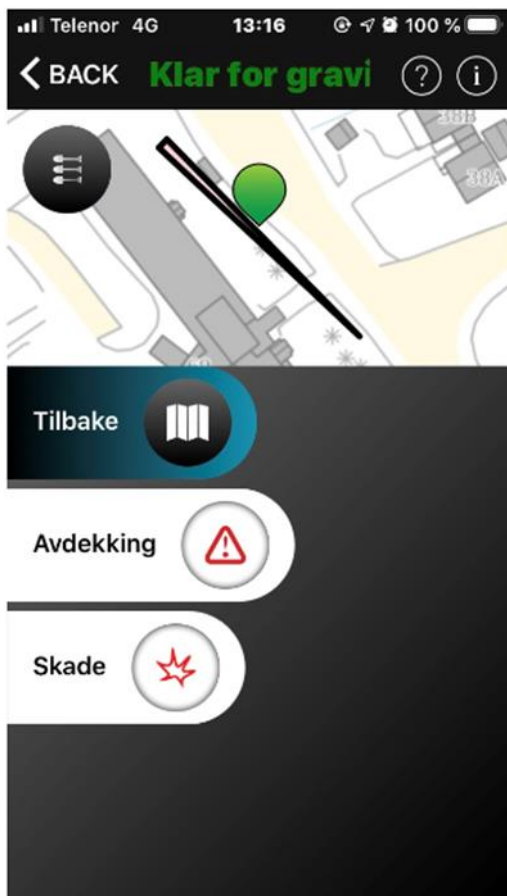 Telenor 4G 13:16 100 %
BACK Klar for gravi ? i
38B
38A
Tilbake
Avdekking
Skade